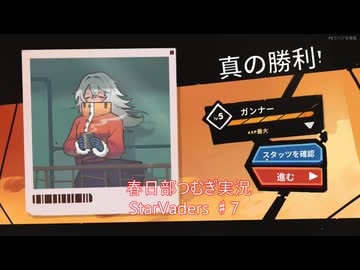 真の勝利!
Lv.5
ガンナー
EXP最大
スタッツを確認
進む
春日部つむぎ実況
StarVaders ＃７